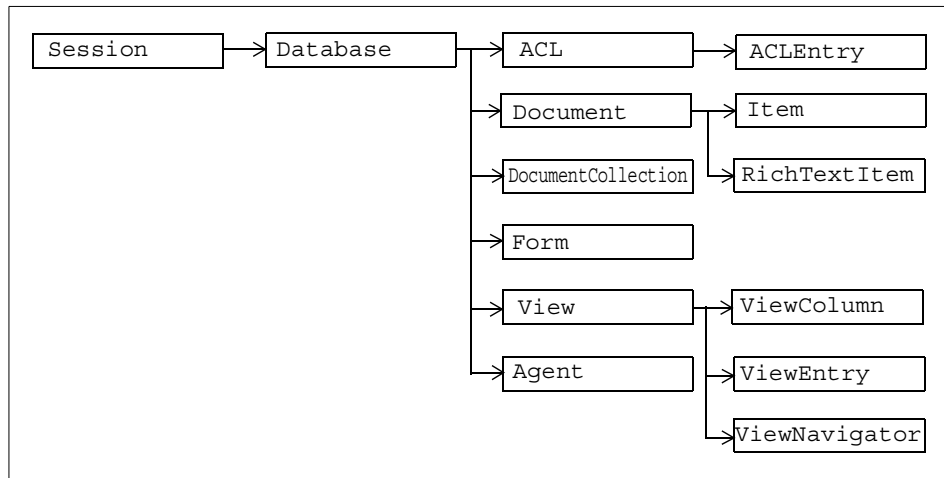 Session
Database
ACL
ACLEntry
Document
Item
DocumentCollection
RichTextItem
Form
View
ViewColumn
Agent
ViewEntry
ViewNavigator